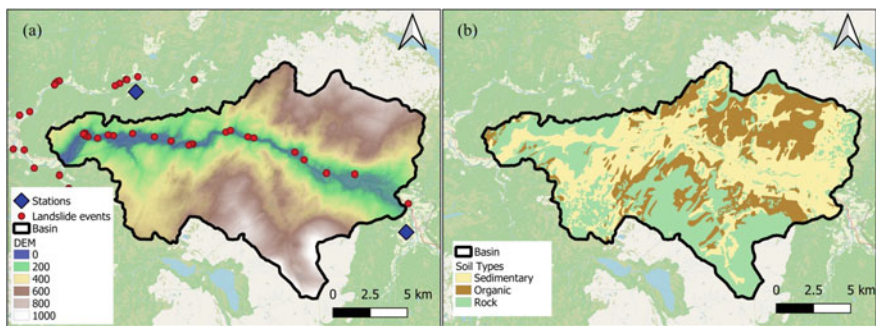 (a)
Stations
Landslide events
Basin
DEM
0
200
400
600
800
1000
0 2.5 5 km
(b)
Basin
Soil Types
Sedimentary
Organic
Rock
0 2.5 5 km